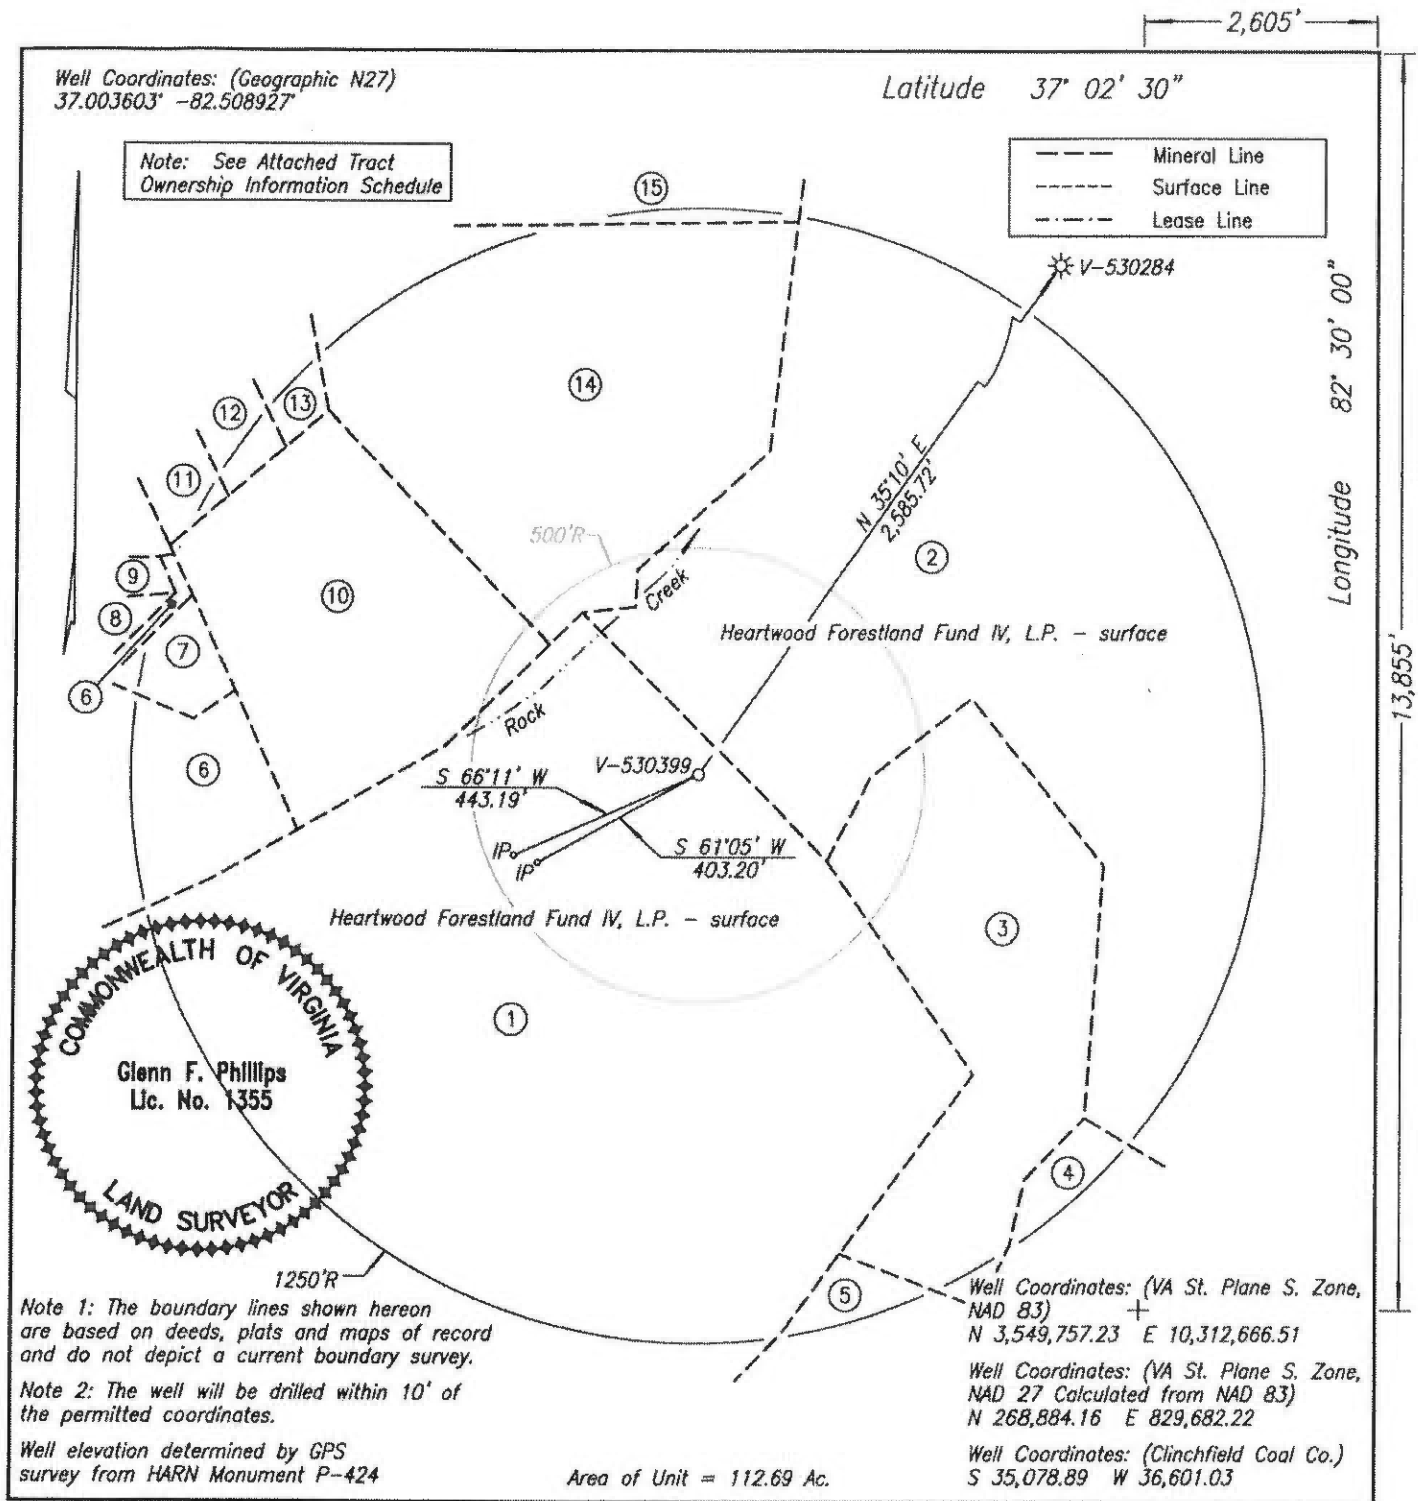 2,605'
Well Coordinates: (Geographic N27)
37.003603° -82.508927°
Latitude 37° 02' 30"
Note: See Attached Tract
Ownership Information Schedule
Mineral Line
Surface Line
Lease Line
15
V-530284
Longitude 82° 30' 00"
13,855'
14
13
12
11
N 35°10' E
2,585.72'
500'R
2
9
10
8
Creek
7
Heartwood Forestland Fund IV, L.P. - surface
6
Rock
6
V-530399
S 66°11' W
443.19'
IP
IP
S 61°05' W
403.20'
Heartwood Forestland Fund IV, L.P. - surface
3
COMMONWEALTH OF VIRGINIA
Glenn F. Phillips
Lic. No. 1355
LAND SURVEYOR
1
4
1250'R
5
Note 1: The boundary lines shown hereon
are based on deeds, plats and maps of record
and do not depict a current boundary survey.
Note 2: The well will be drilled within 10' of
the permitted coordinates.
Well elevation determined by GPS
survey from HARN Monument P-424
Area of Unit = 112.69 Ac.
Well Coordinates: (VA St. Plane S. Zone,
NAD 83)
N 3,549,757.23 E 10,312,666.51
Well Coordinates: (VA St. Plane S. Zone,
NAD 27 Calculated from NAD 83)
N 268,884.16 E 829,682.22
Well Coordinates: (Clinchfield Coal Co.)
S 35,078.89 W 36,601.03